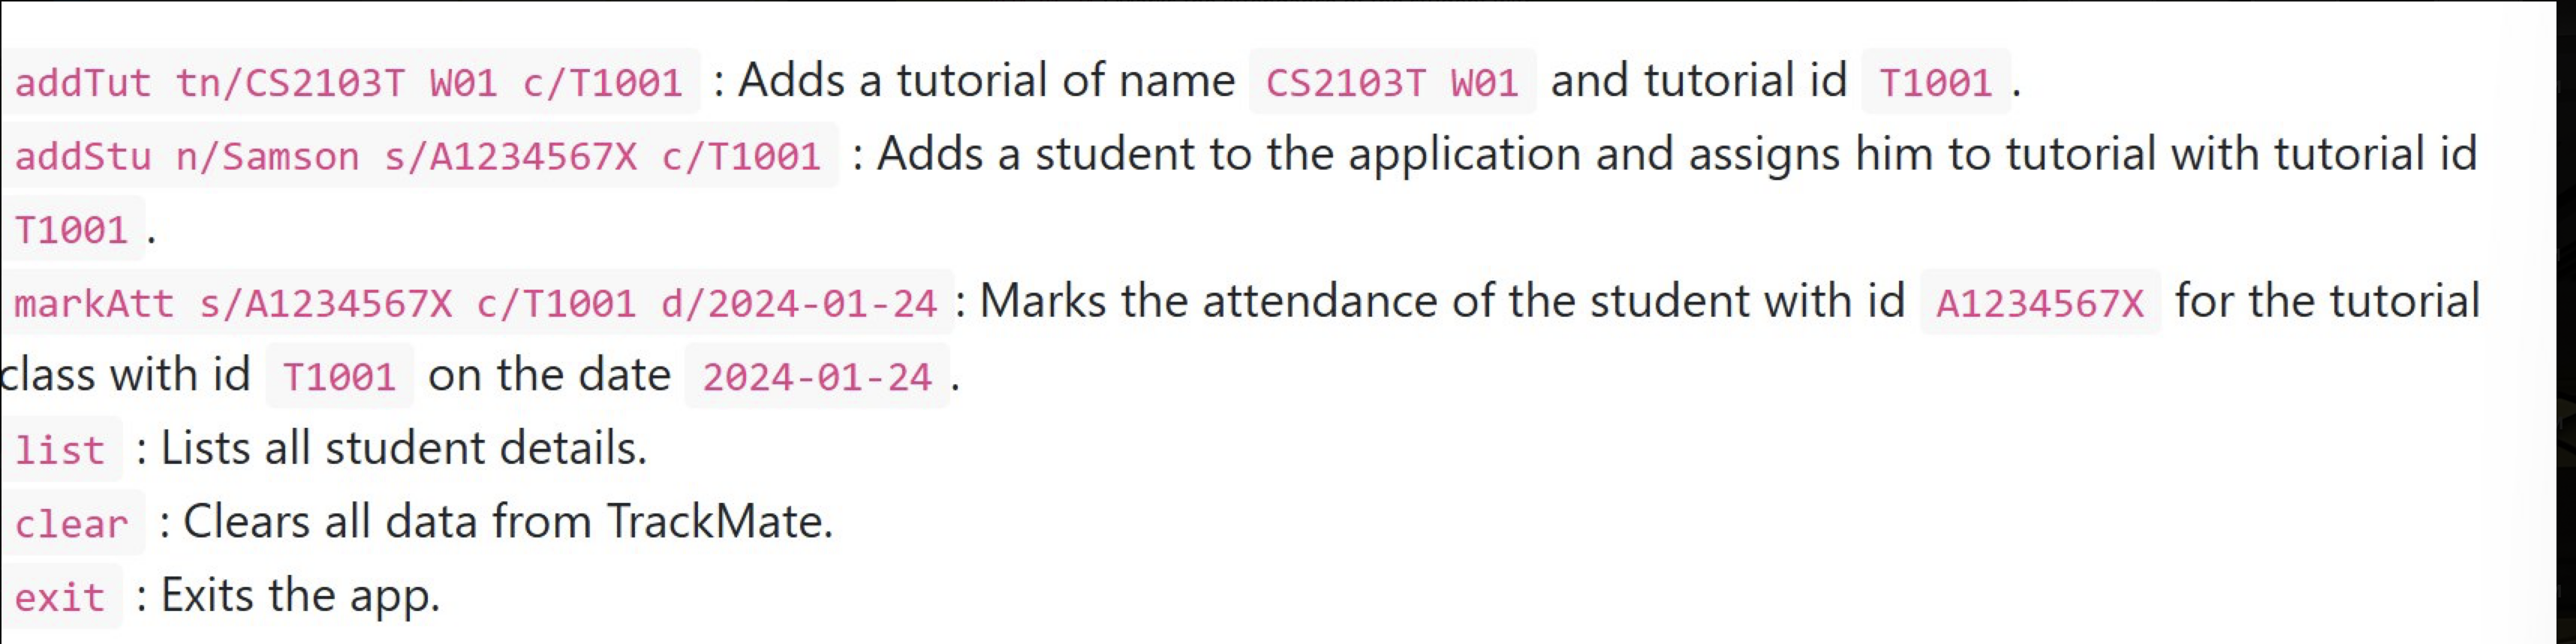 addTut tn/CS2103T W01 c/T1001 : Adds a tutorial of name CS2103T W01 and tutorial id T1001 .
addStu n/Samson s/A1234567X c/T1001 : Adds a student to the application and assigns him to tutorial with tutorial id
T1001 .
markAtt s/A1234567X c/T1001 d/2024-01-24 : Marks the attendance of the student with id A1234567X for the tutorial
class with id T1001 on the date 2024-01-24 .
list : Lists all student details.
clear : Clears all data from TrackMate.
exit : Exits the app.